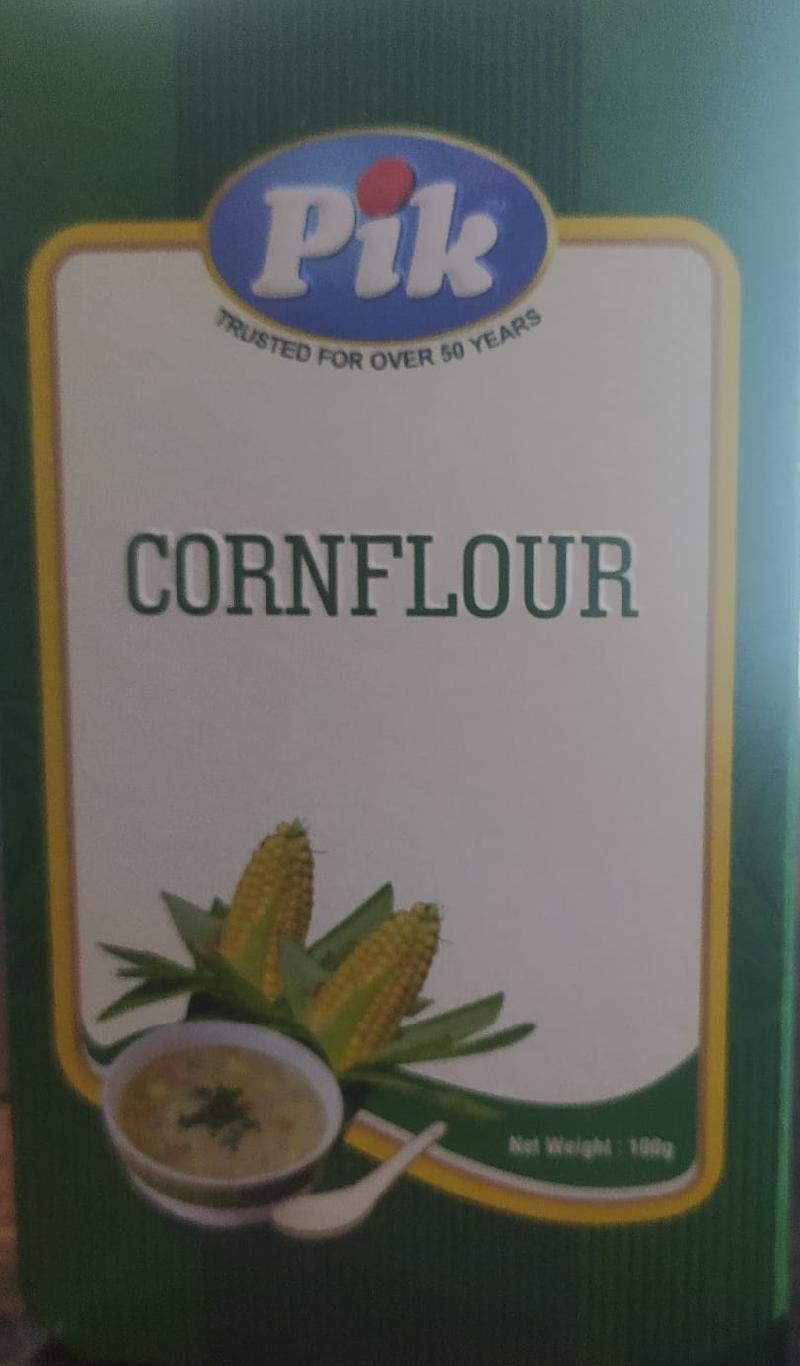 Pik
TRUSTED FOR OVER 50 YEARS
CORNFLOUR
Net Weight : 100g